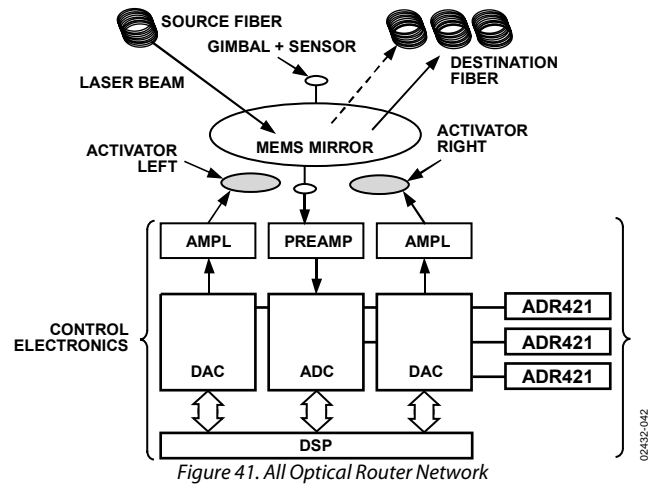 SOURCE FIBER
GIMBAL + SENSOR
DESTINATION
FIBER
LASER BEAM
MEMS MIRROR
ACTIVATOR
LEFT
ACTIVATOR
RIGHT
AMPL
PREAMP
AMPL
CONTROL
ELECTRONICS
DAC
ADC
DAC
ADR421
ADR421
ADR421
DSP
02432-042
Figure 41. All Optical Router Network